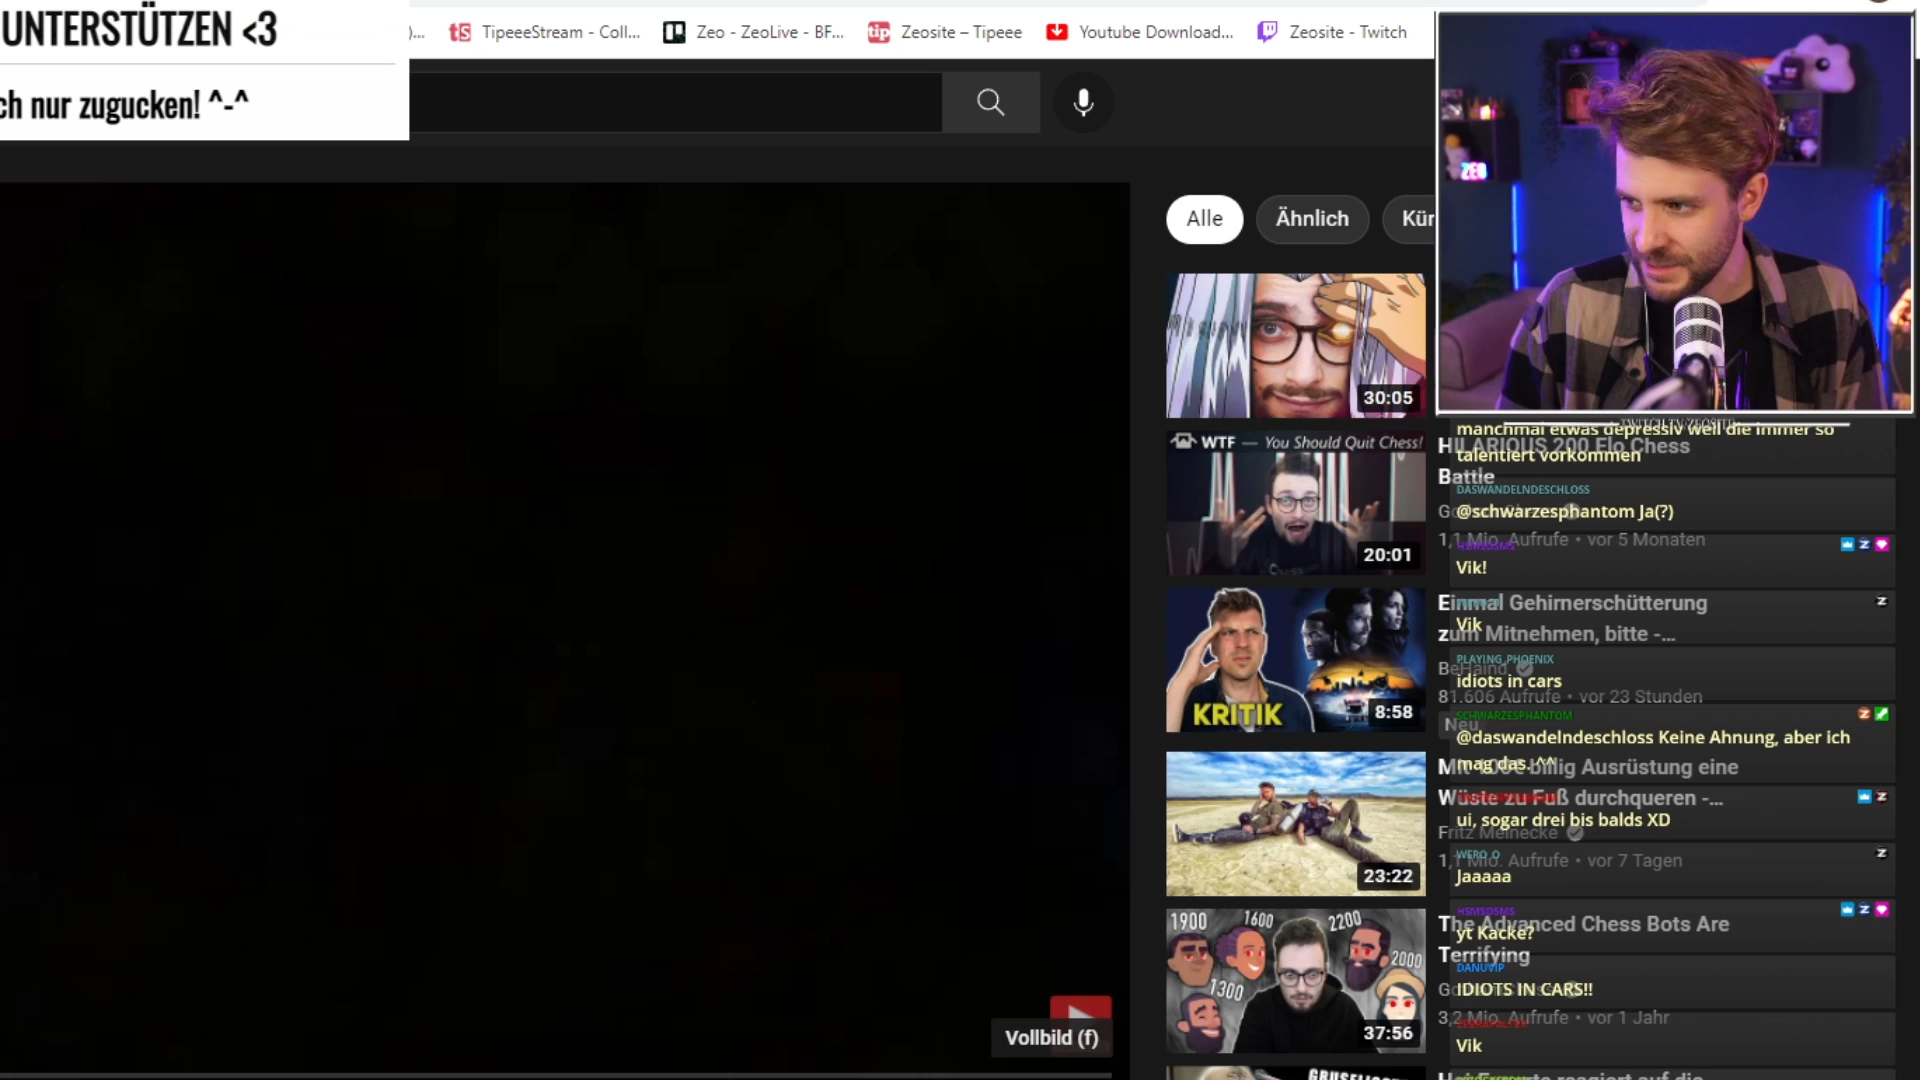 UNTERSTÜTZEN <3
ch nur zugucken! ^-^
)...
TipeeeStream - Coll...
Zeo - ZeoLive - BF...
Zeosite – Tipeee
Youtube Download...
Zeosite - Twitch
Alle
Ähnlich
Kür
ZEO
30:05
WTF — You Should Quit Chess!
20:01
KRITIK
8:58
23:22
1900
1600
2200
2000
1300
37:56
Vollbild (f)
TWITCH.TV/ZEOSITE
manchmal etwas depressiv weil die immer so
HILARIOUS 200 Elo Chess
talentiert vorkommen
Battle
DASWANDELNDESCHLOSS
@schwarzesphantom Ja(?)
1,1 Mio. Aufrufe • vor 5 Monaten
HSMSOSMS
Vik!
Einmal Gehirnerschütterung
Vik
zum Mitnehmen, bitte -...
PLAYING_PHOENIX
BeHaind
idiots in cars
81.606 Aufrufe • vor 23 Stunden
SCHWARZESPHANTOM
Neu
@daswandelndeschloss Keine Ahnung, aber ich
mag das. ^^
Mit 100€ billig Ausrüstung eine
Wüste zu Fuß durchqueren -...
ui, sogar drei bis balds XD
Fritz Meinecke
WERO_O
1,1 Mio. Aufrufe • vor 7 Tagen
Jaaaaa
HSMSOSMS
The Advanced Chess Bots Are
yt Kacke?
Terrifying
DANUVIP
IDIOTS IN CARS!!
3,2 Mio. Aufrufe • vor 1 Jahr
Vik